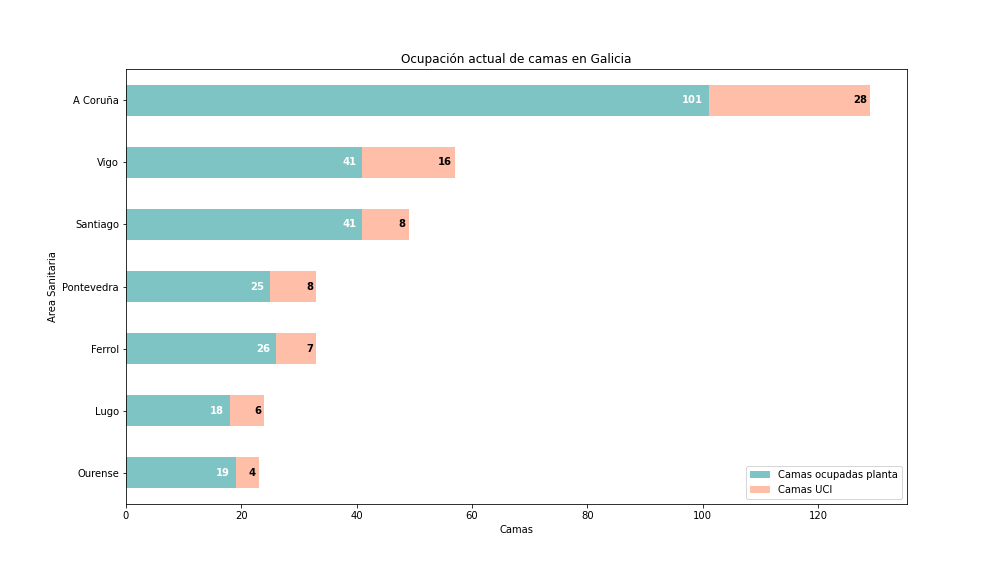 Ocupación actual de camas en Galicia
A Coruña
101
28
Vigo
41
16
Santiago
41
8
Area Sanitaria
Pontevedra
25
8
Ferrol
26
7
Lugo
18
6
Ourense
19
4
Camas ocupadas planta
Camas UCI
0 20 40 60 80 100 120
Camas